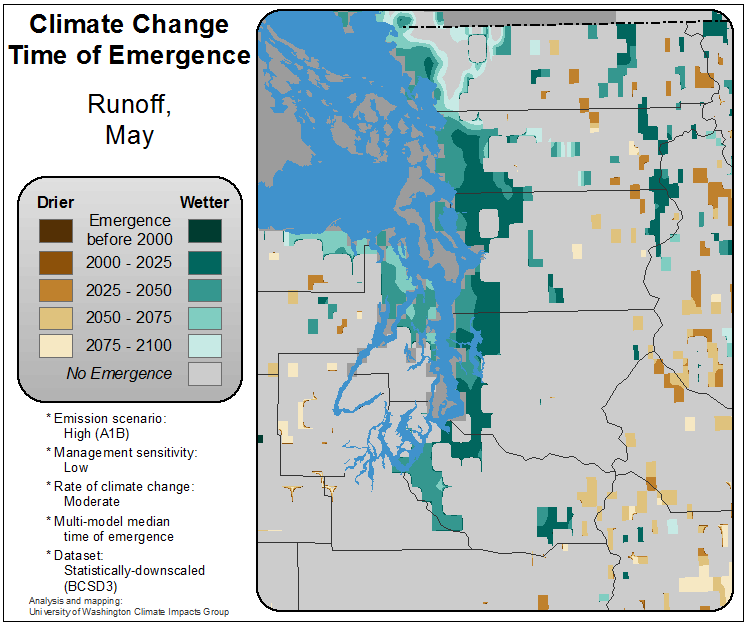 Climate Change
Time of Emergence
Runoff,
May
Drier Wetter
Emergence
before 2000
2000 - 2025
2025 - 2050
2050 - 2075
2075 - 2100
No Emergence
* Emission scenario:
High (A1B)
* Management sensitivity:
Low
* Rate of climate change:
Moderate
* Multi-model median
time of emergence
* Dataset:
Statistically-downscaled
(BCSD3)
Analysis and mapping:
University of Washington Climate Impacts Group